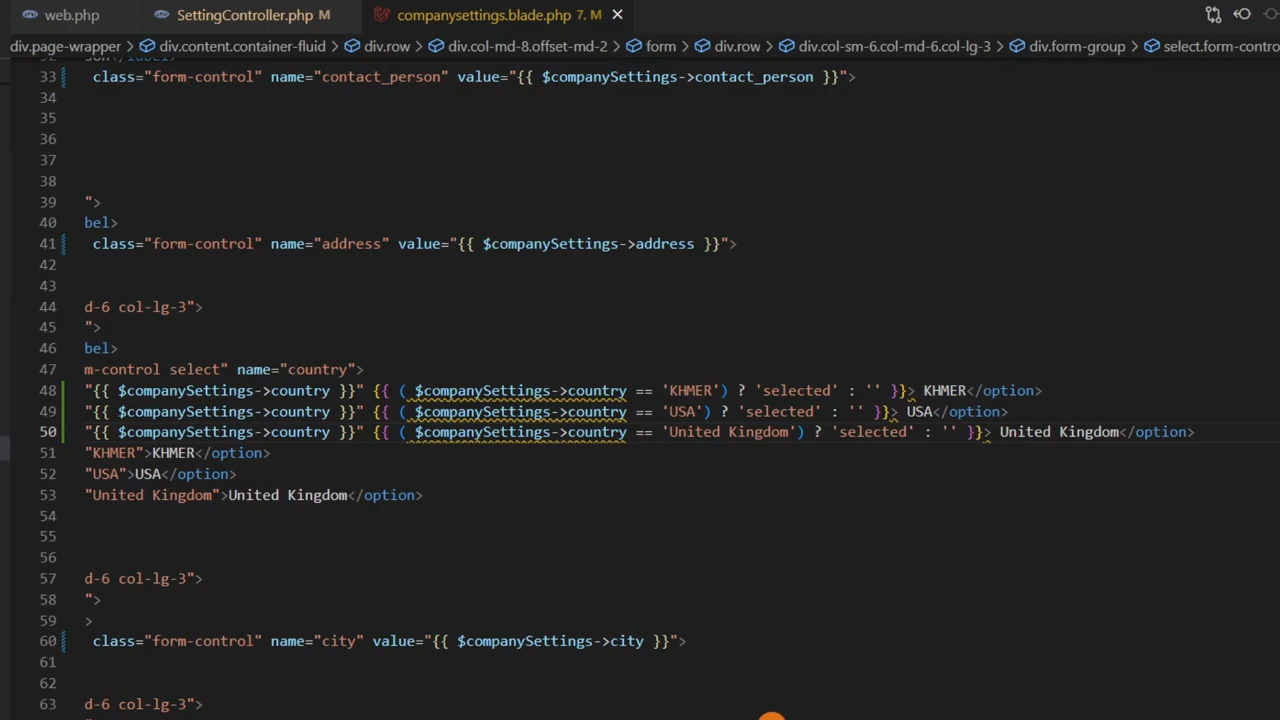 web.php SettingController.php M companysettings.blade.php 7, M
div.page-wrapper > div.content.container-fluid > div.row > div.col-md-8.offset-md-2 > form > div.row > div.col-sm-6.col-md-6.col-lg-3 > div.form-group > select.form-contro
32 son</label>
33 class="form-control" name="contact_person" value="{{ $companySettings->contact_person }}">
34
35
36
37
38
39 ">
40 bel>
41 class="form-control" name="address" value="{{ $companySettings->address }}">
42
43
44 d-6 col-lg-3">
45 ">
46 bel>
47 m-control select" name="country">
48 "{{ $companySettings->country }}" {{ ( $companySettings->country == 'KHMER') ? 'selected' : '' }}> KHMER</option>
49 "{{ $companySettings->country }}" {{ ( $companySettings->country == 'USA') ? 'selected' : '' }}> USA</option>
50 "{{ $companySettings->country }}" {{ ( $companySettings->country == 'United Kingdom') ? 'selected' : '' }}> United Kingdom</option>
51 "KHMER">KHMER</option>
52 "USA">USA</option>
53 "United Kingdom">United Kingdom</option>
54
55
56
57 d-6 col-lg-3">
58 ">
59 >
60 class="form-control" name="city" value="{{ $companySettings->city }}">
61
62
63 d-6 col-lg-3">